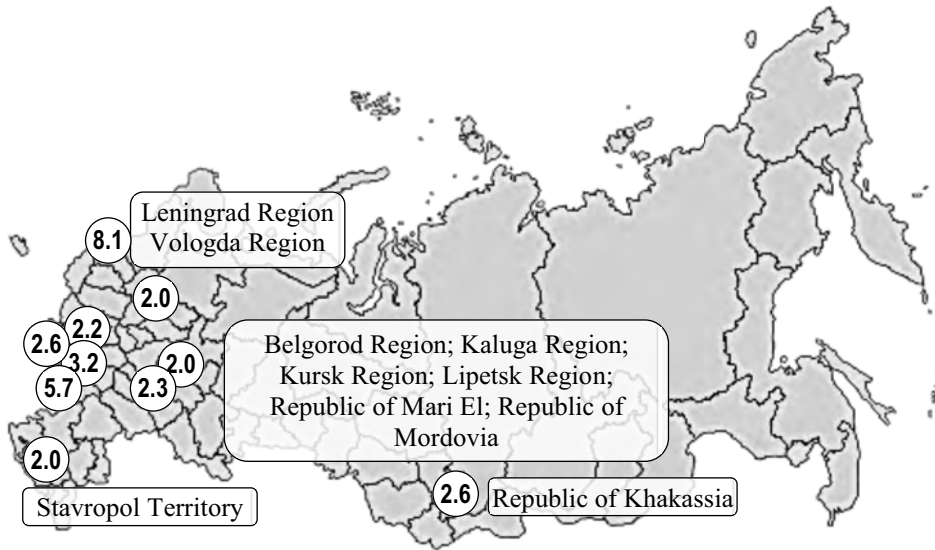 Leningrad Region
Vologda Region
8.1
2.0
2.2
2.6
3.2
2.0
5.7
2.3
Belgorod Region; Kaluga Region;
Kursk Region; Lipetsk Region;
Republic of Mari El; Republic of
Mordovia
2.0
Stavropol Territory
2.6
Republic of Khakassia